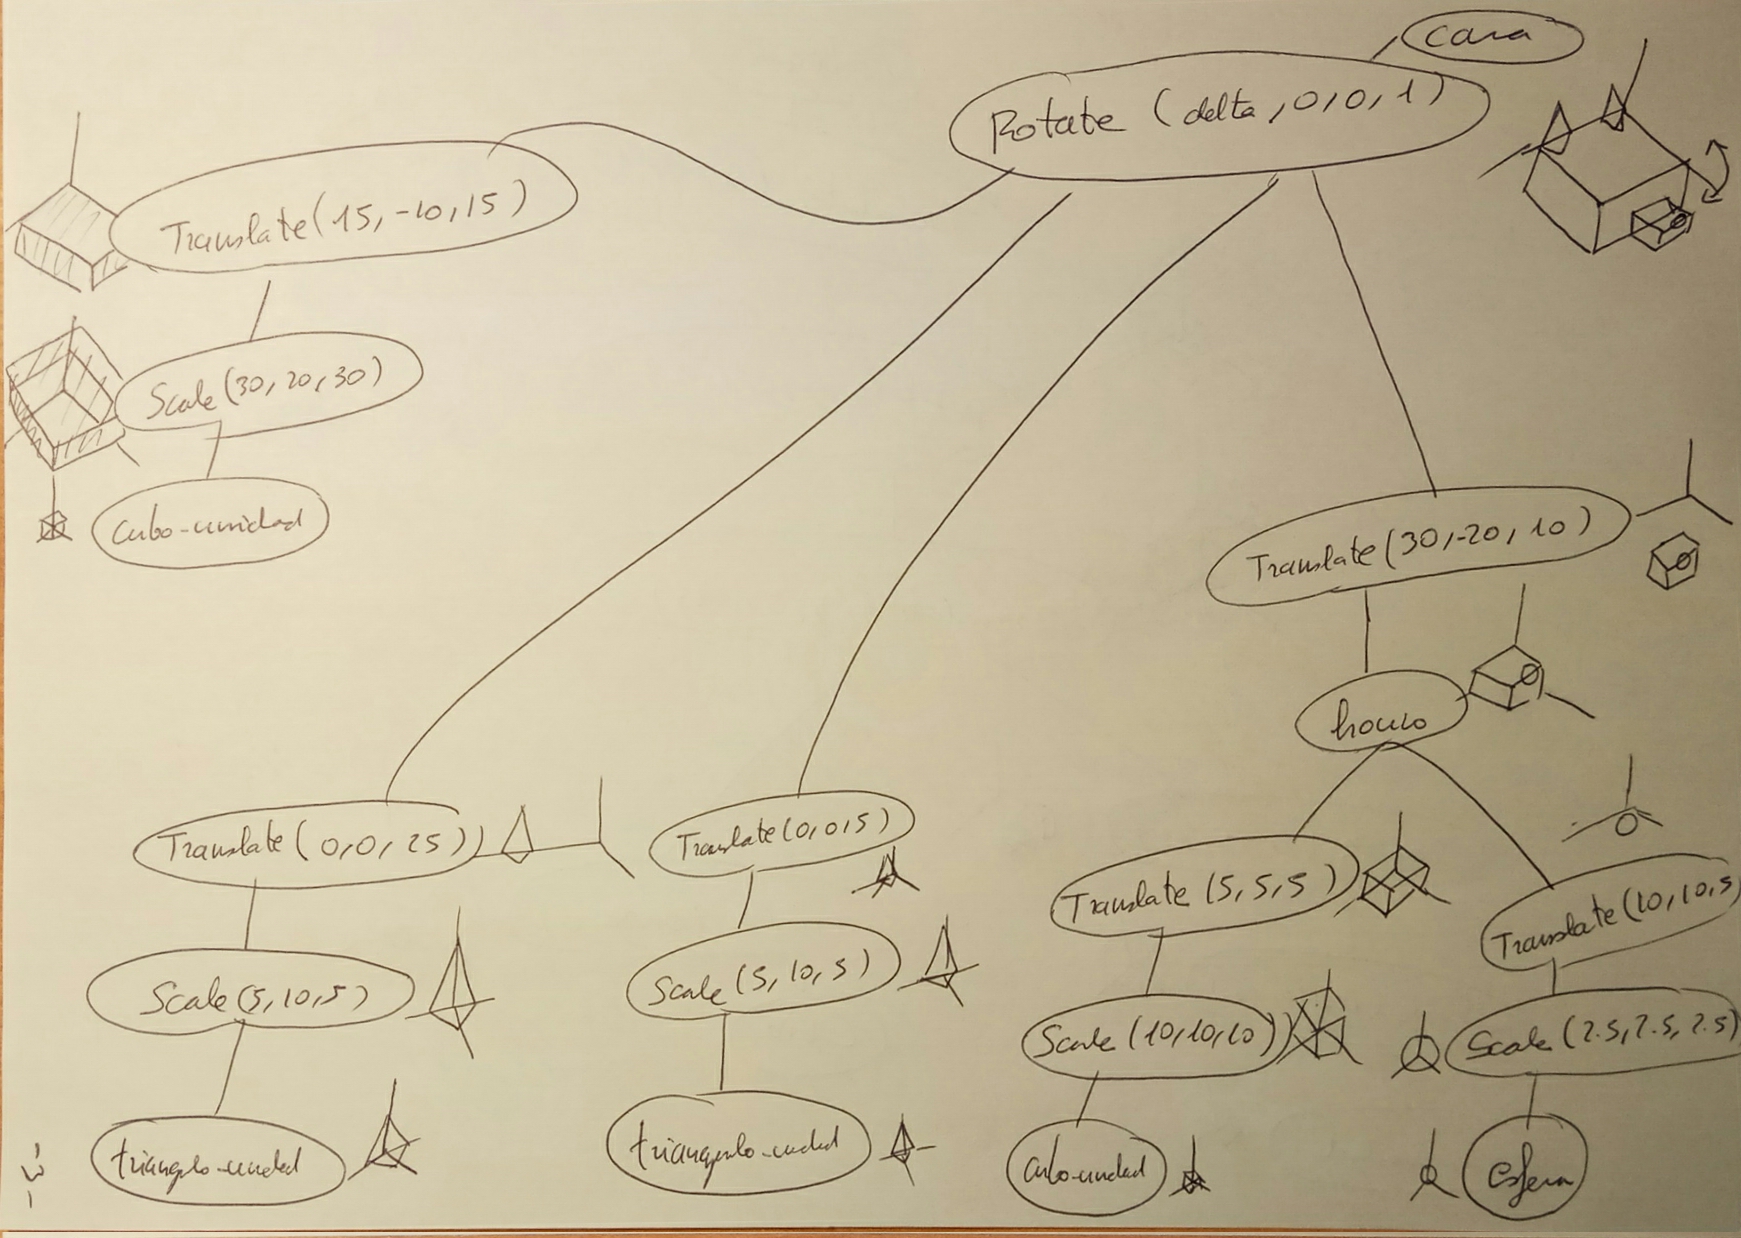 cara
Rotate (delta, 0, 0, 1)
Translate (15, -10, 15)
Scale (30, 20, 30)
Cubo-unidad
Translate (30, -20, 10)
hocico
Translate (0, 0, 25)
Translate (0, 0, 5)
Translate (5, 5, 5)
Translate (10, 10, 5)
Scale (5, 10, 5)
Scale (5, 10, 5)
Scale (10, 10, 10)
Scale (2.5, 2.5, 2.5)
triangulo-unidad
triangulo-unidad
Cubo-unidad
esfera
-3-